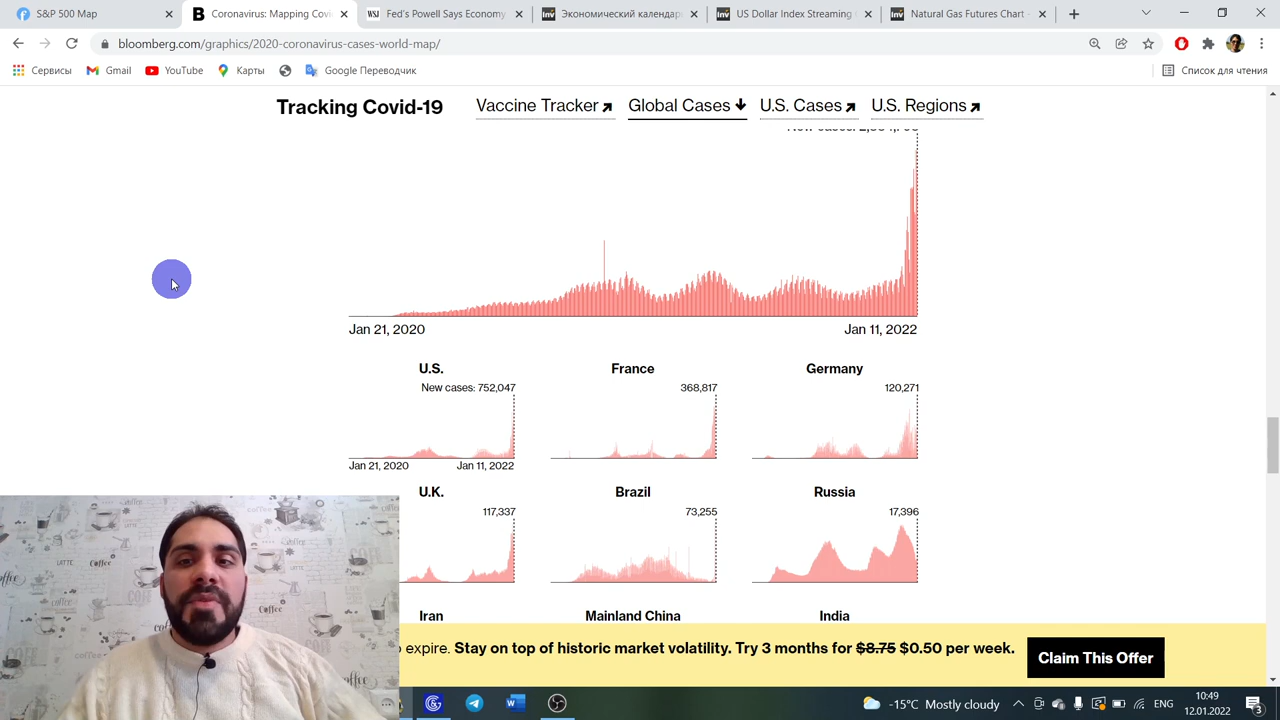 S&P 500 Map
Coronavirus: Mapping Covi
Fed's Powell Says Economy
Экономический календар
US Dollar Index Streaming
Natural Gas Futures Chart -
bloomberg.com/graphics/2020-coronavirus-cases-world-map/
Сервисы
Gmail
YouTube
Карты
Google Переводчик
Список для чтения
Tracking Covid-19
Vaccine Tracker
Global Cases
U.S. Cases
U.S. Regions
Jan 21, 2020
Jan 11, 2022
U.S.
France
Germany
New cases: 752,047
368,817
120,271
Jan 21, 2020
Jan 11, 2022
U.K.
Brazil
Russia
117,337
73,255
17,396
Iran
Mainland China
India
expire. Stay on top of historic market volatility. Try 3 months for $8.75 $0.50 per week.
Claim This Offer
-15°C Mostly cloudy
ENG
10:49
12.01.2022
3